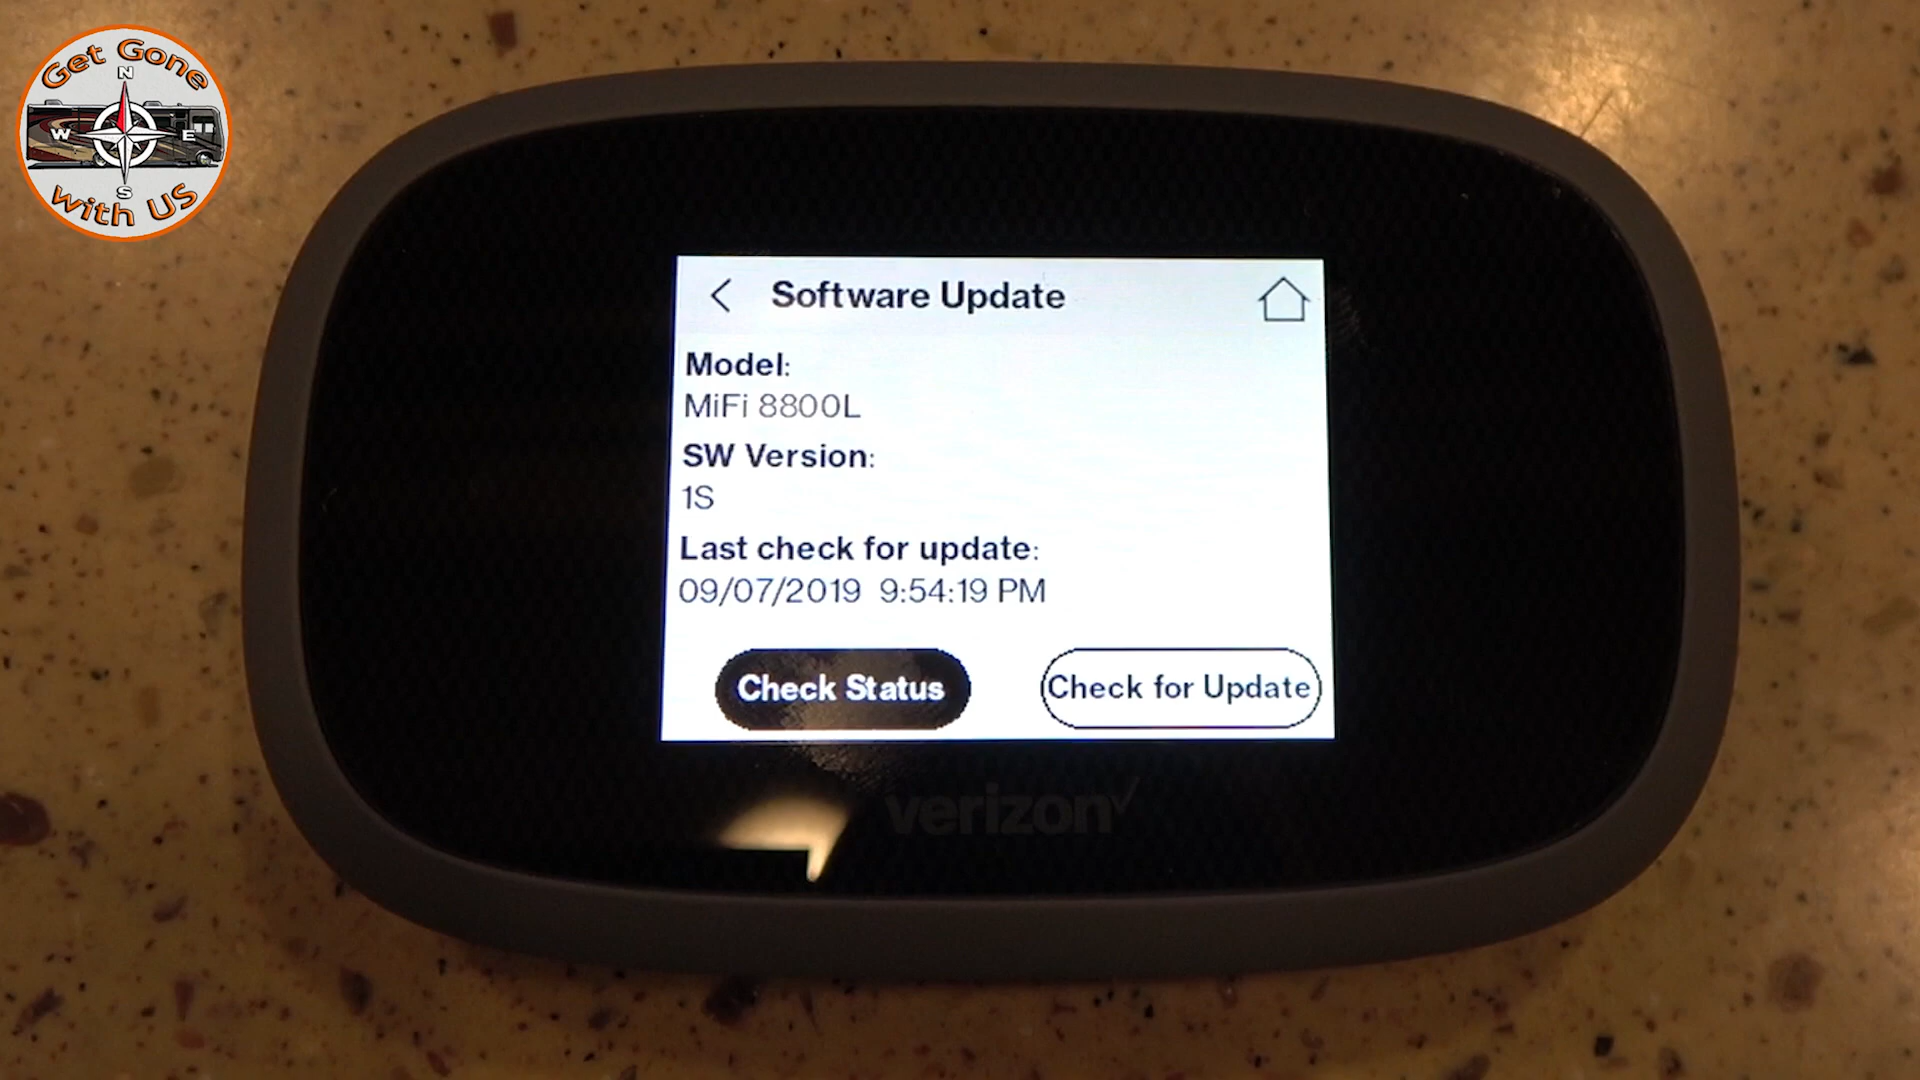 Get Gone
N
W E
S
with US
Software Update
Model:
MiFi 8800L
SW Version:
1S
Last check for update:
09/07/2019 9:54:19 PM
Check Status
Check for Update
verizon